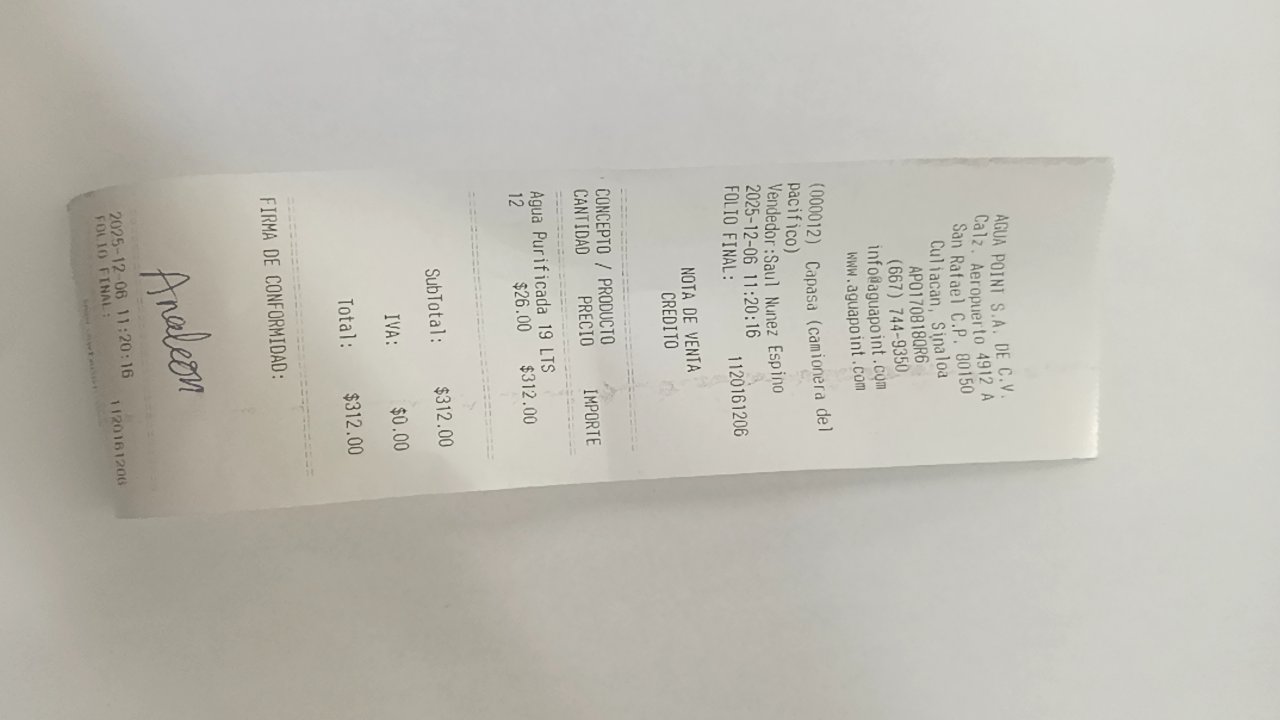 AGUA POINT S.A. DE C.V.
Calz. Aeropuerto 4912 A
San Rafael C.P. 80150
Culiacan, Sinaloa
APO170818QR6
(667) 744-9350
info@aguapoint.com
www.aguapoint.com
(000012) Capasa (camionera del
pacifico)
Vendedor:Saul Nunez Espino
2025-12-06 11:20:16
FOLIO FINAL: 1120161206
NOTA DE VENTA
CREDITO
CONCEPTO / PRODUCTO
CANTIDAD PRECIO IMPORTE
Agua Purificada 19 LTS
12 $26.00 $312.00
SubTotal: $312.00
IVA: $0.00
Total: $312.00
FIRMA DE CONFORMIDAD:
2025-12-06 11:20:16
FOLIO FINAL: 1120161206